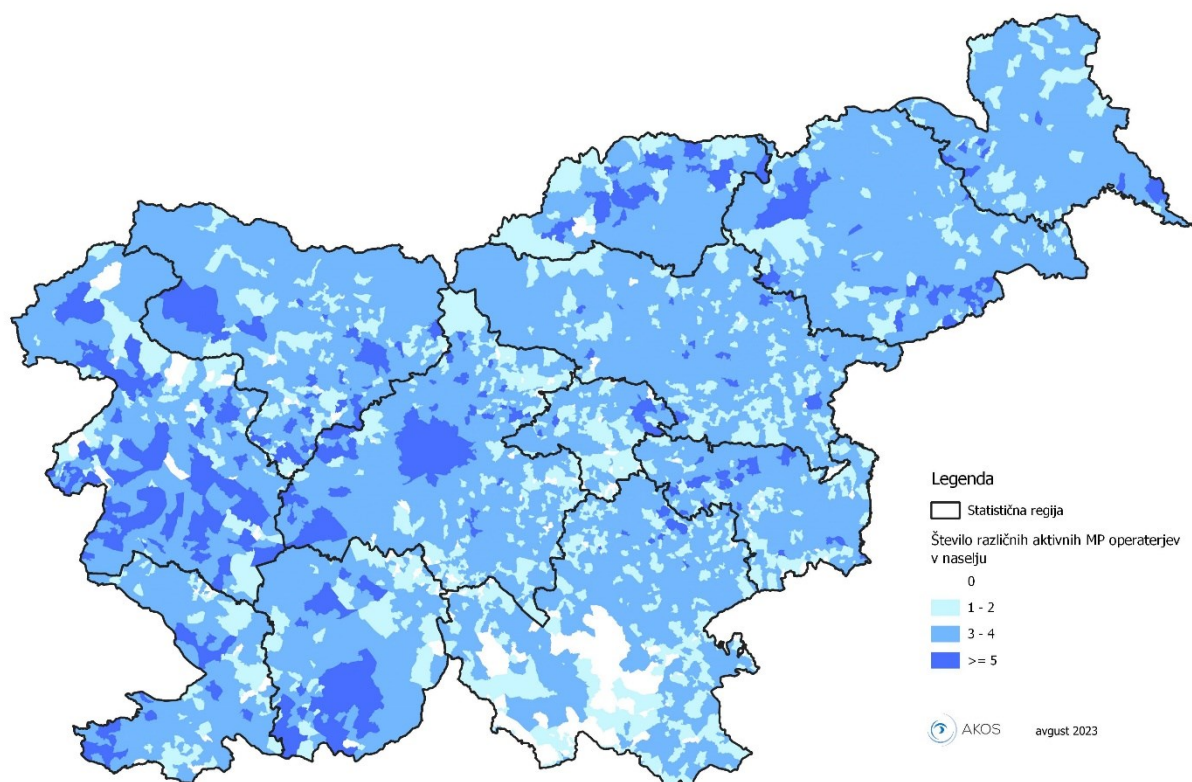 Legenda
Statistična regija
Število različnih aktivnih MP operaterjev
v naselju
0
1 - 2
3 - 4
>= 5
AKOS
avgust 2023